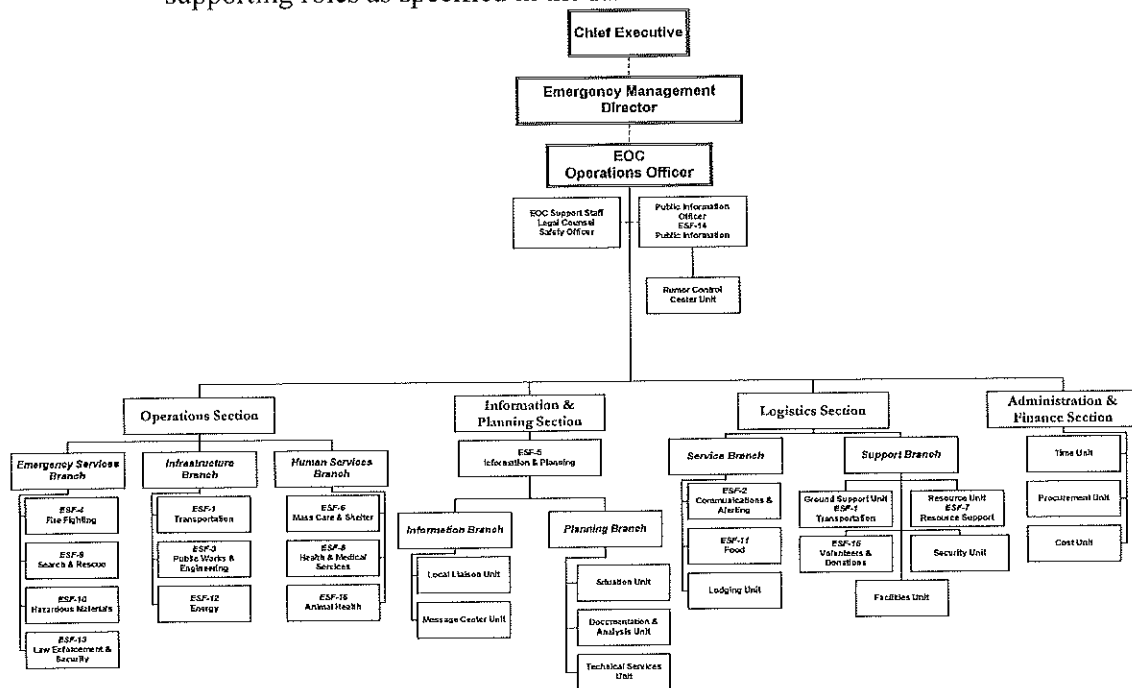 supporting roles as specified in the
Chief Executive
Emergency Management
Director
EOC
Operations Officer
EOC Support Staff
Legal Counsel
Safety Officer
Public Information
Officer
ESF-14
Public Information
Rumor Control
Center Unit
Operations Section
Information &
Planning Section
Logistics Section
Administration &
Finance Section
Emergency Services
Branch
Infrastructure
Branch
Human Services
Branch
ESF-5
Information & Planning
Service Branch
Support Branch
Time Unit
Procurement Unit
Cost Unit
ESF-4
Fire Fighting
ESF-9
Search & Rescue
ESF-10
Hazardous Materials
ESF-13
Law Enforcement &
Security
ESF-1
Transportation
ESF-3
Public Works &
Engineering
ESF-12
Energy
ESF-6
Mass Care & Shelter
ESF-8
Health & Medical
Services
Animal Health
Information Branch
Local Liaison Unit
Message Center Unit
Planning Branch
Situation Unit
Documentation &
Analysis Unit
Technical Services
Unit
ESF-2
Communications &
Alerting
ESF-11
Food
Lodging Unit
Ground Support Unit
ESF-1
Transportation
Resource Unit
ESF-7
Resource Support
Volunteers &
Donations
Security Unit
Facilities Unit